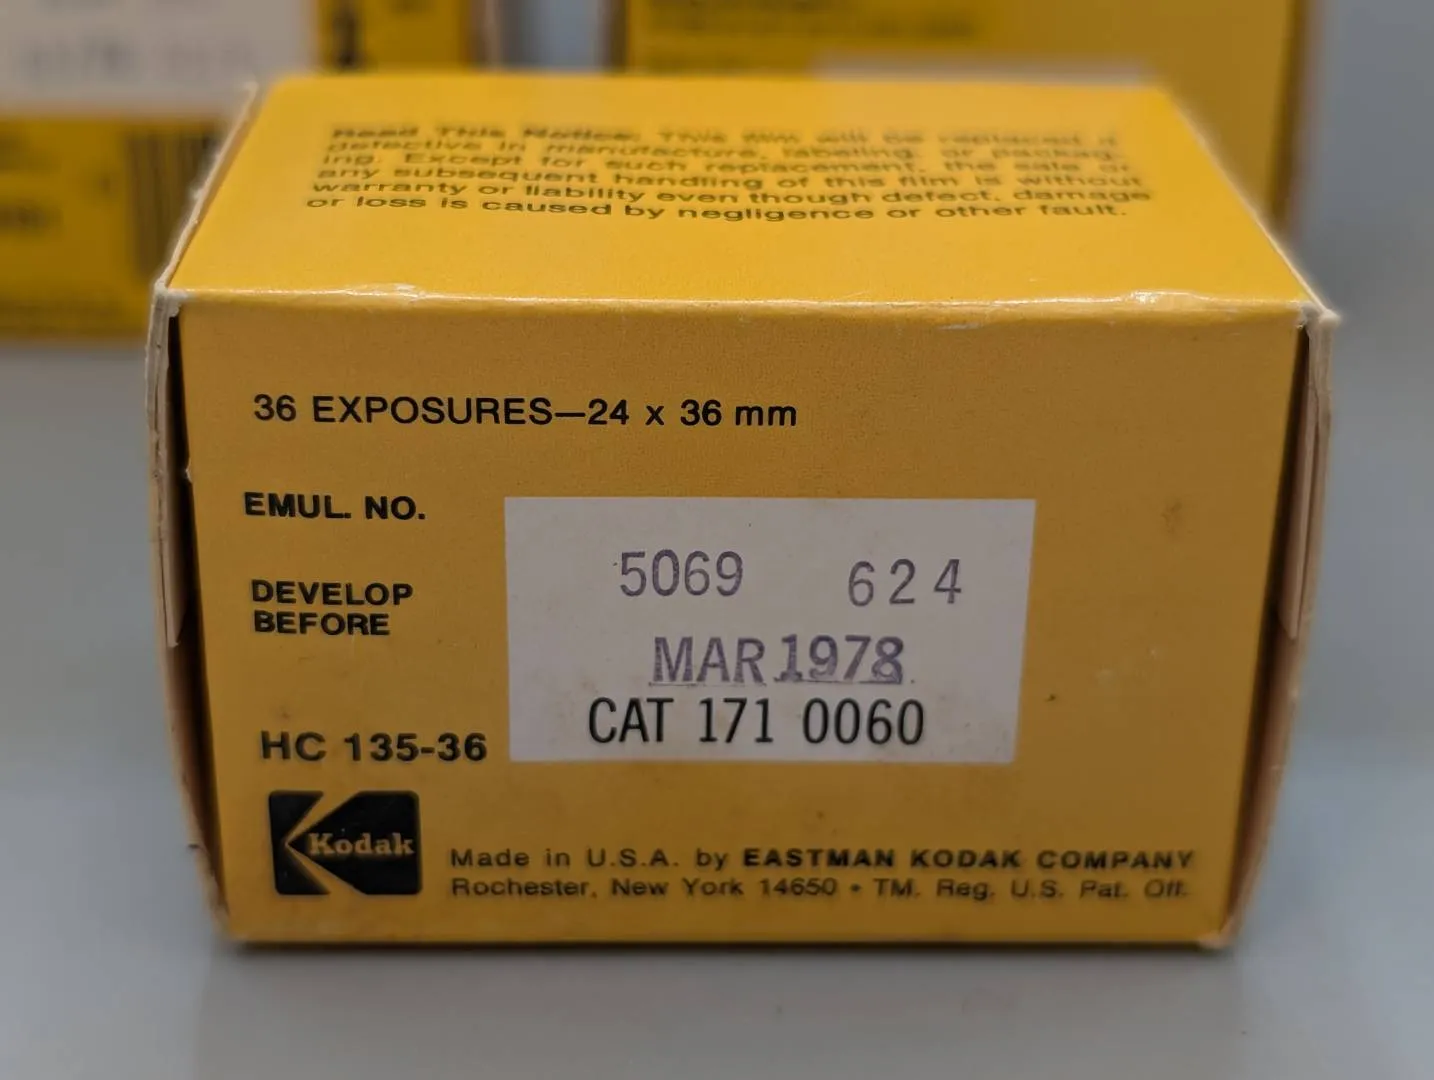 Read This Notice: This film will be replaced if
defective in manufacture, labeling, or packag-
ing. Except for such replacement, the sale or
any subsequent handling of this film is without
warranty or liability even though defect, damage
or loss is caused by negligence or other fault.
36 EXPOSURES—24 x 36 mm
EMUL. NO.
5069 624
DEVELOP
BEFORE
MAR 1978
CAT 171 0060
HC 135-36
Kodak
Made in U.S.A. by EASTMAN KODAK COMPANY
Rochester, New York 14650 • TM. Reg. U.S. Pat. Off.